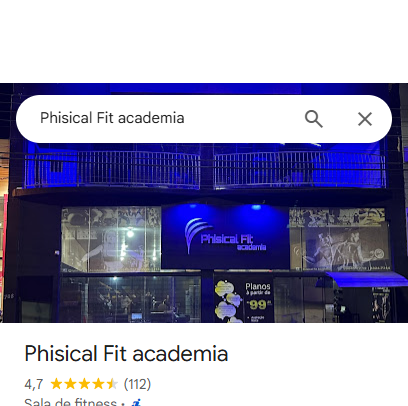 Phisical Fit academia
Phisical Fit
academia
Planos
à partir de
99
Phisical Fit academia
4,7 (112)
Sala de fitness ·